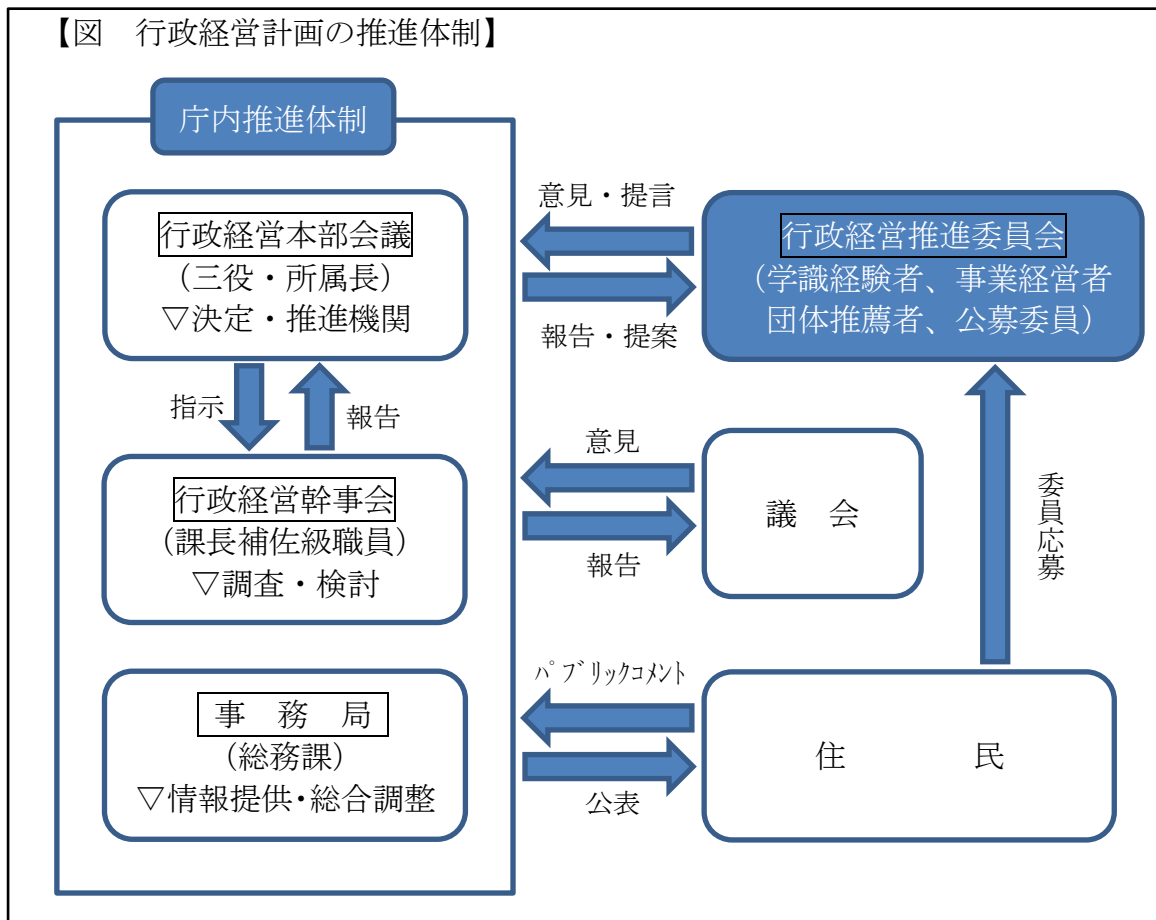 【図　行政経営計画の推進体制】
庁内推進体制
行政経営本部会議
（三役・所属長）
▽決定・推進機関
指示
報告
行政経営幹事会
(課長補佐級職員)
▽調査・検討
事　務　局
（総務課）
▽情報提供・総合調整
意見・提言
報告・提案
意見
報告
ﾊﾟﾌﾞﾘｯｸｺﾒﾝﾄ
公表
行政経営推進委員会
（学識経験者、事業経営者
団体推薦者、公募委員）
議　会
委員応募
住　　　　民